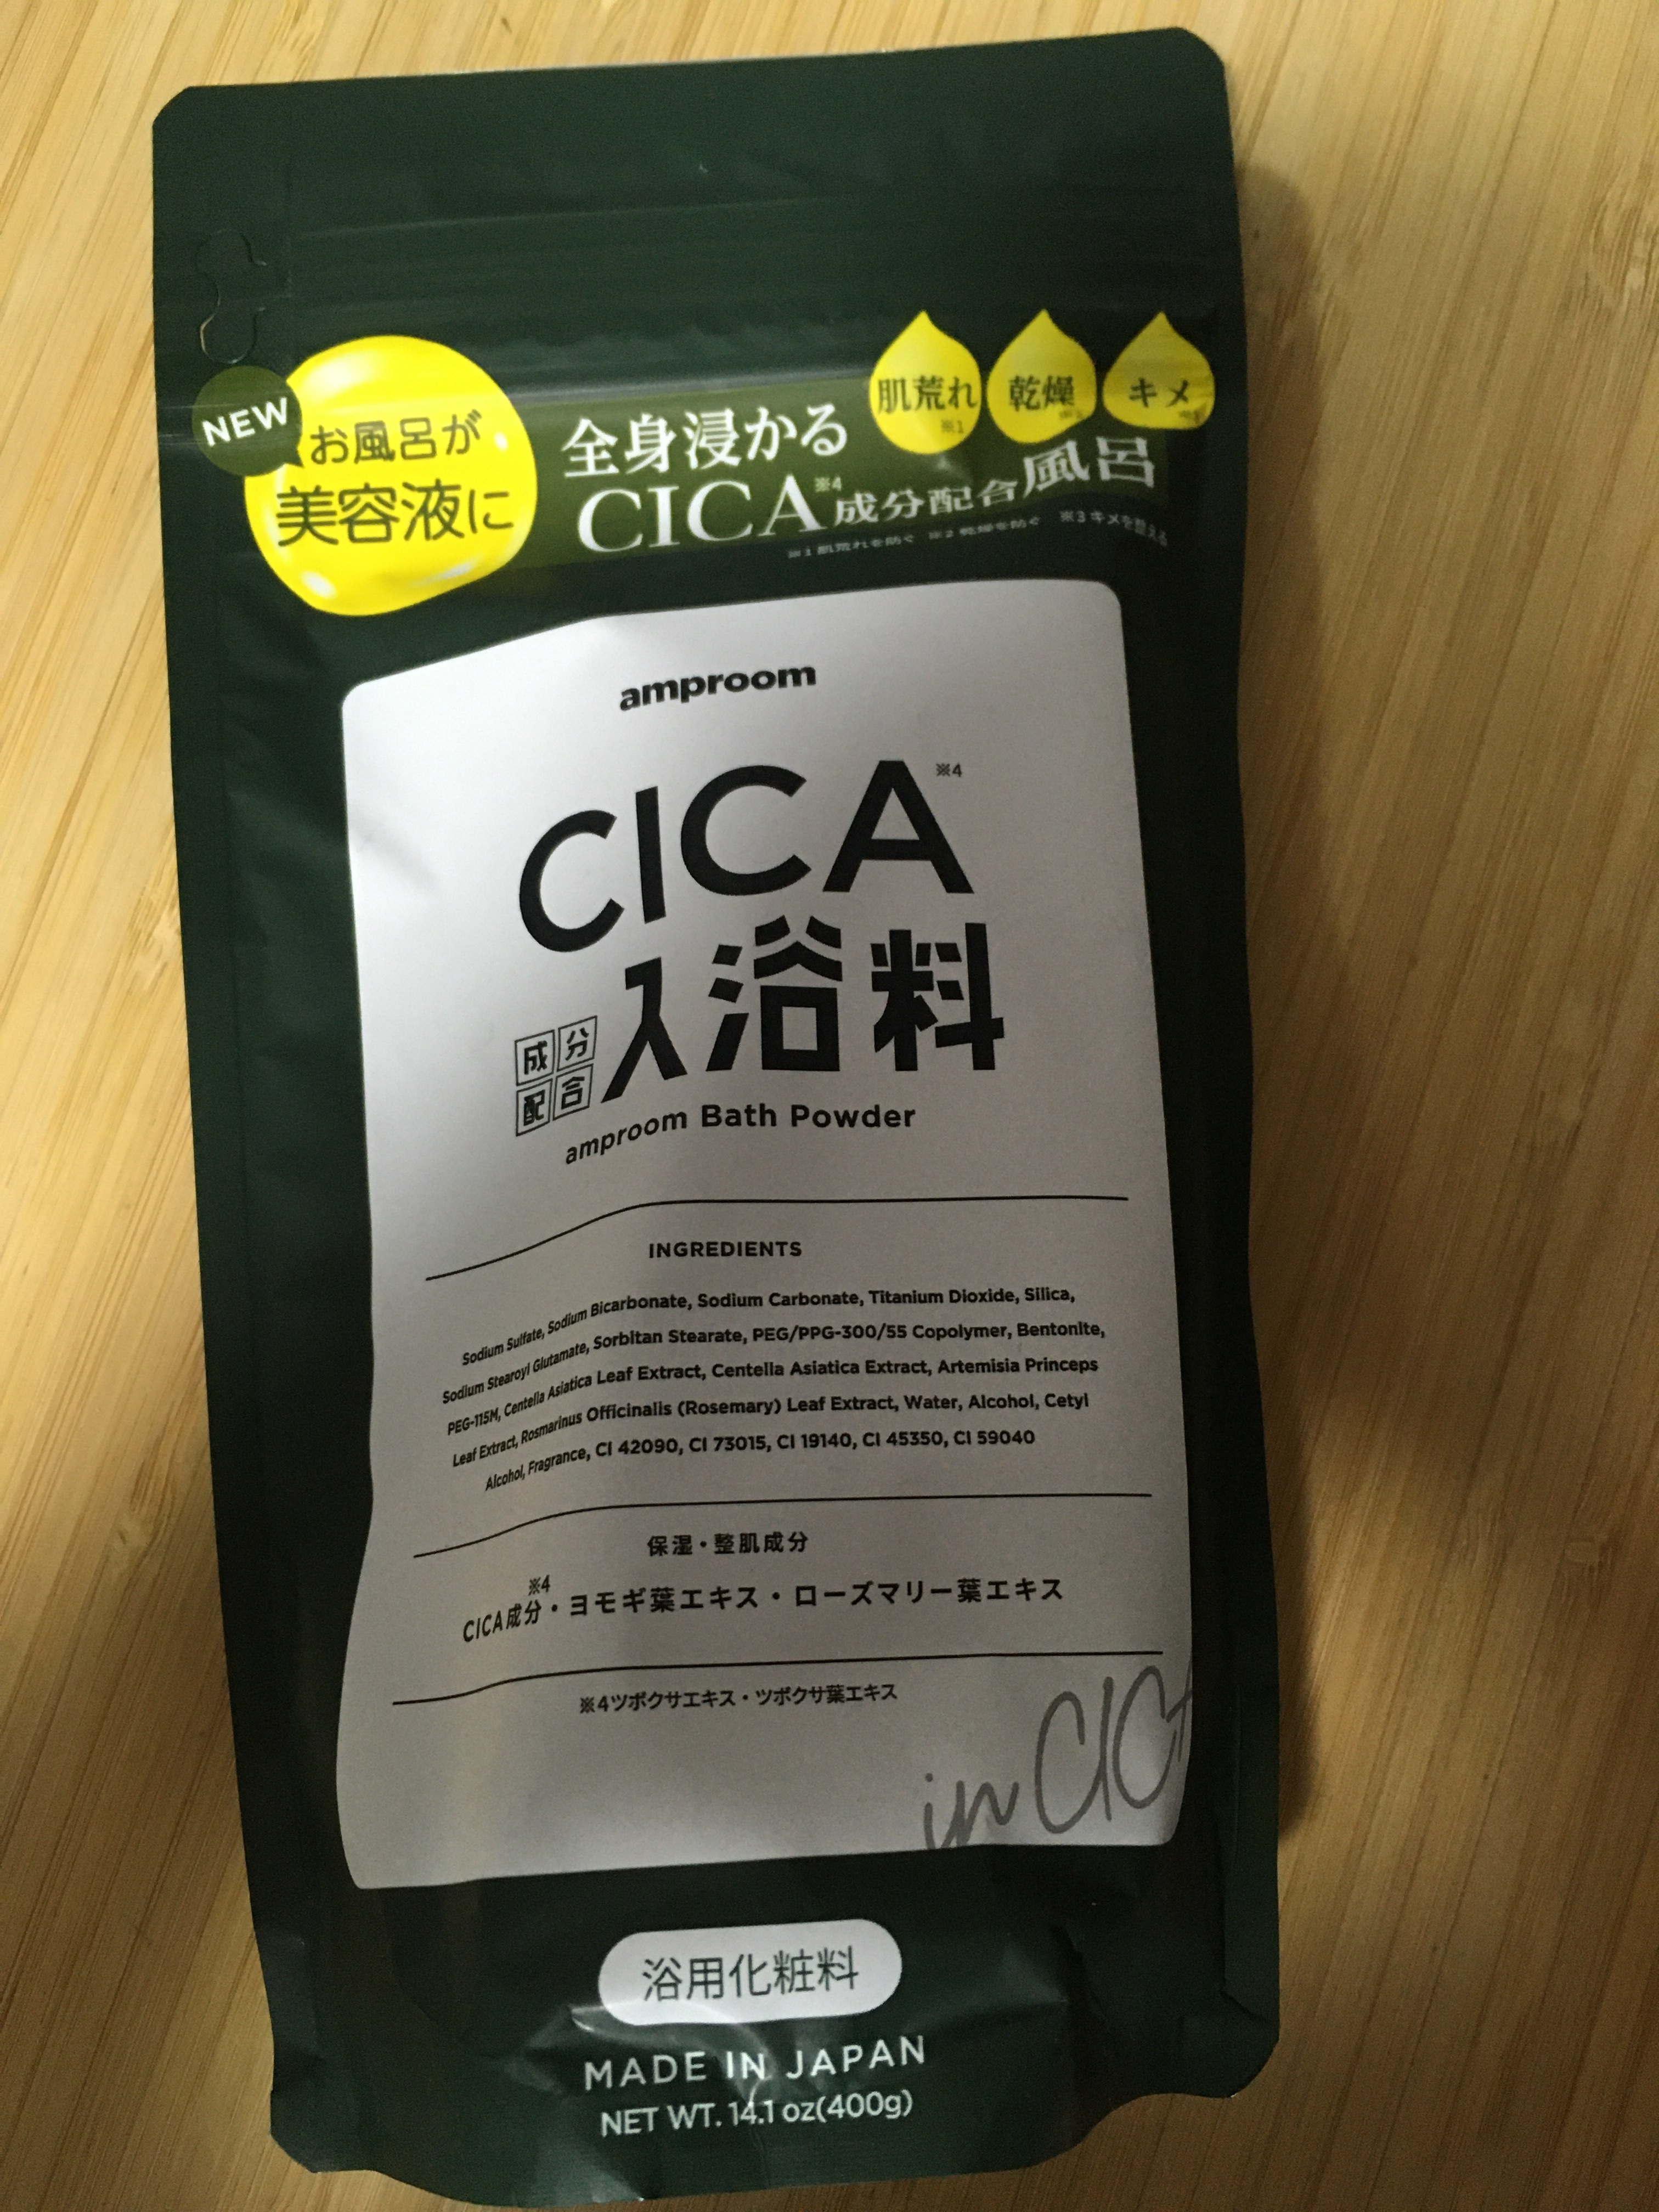 NEW
お風呂が
美容液に
全身浸かる
CICA※4成分配合風呂
肌荒れ
※1
乾燥
※2
キメ
※3
※1 肌荒れを防ぐ ※2 乾燥を防ぐ ※3 キメを整える
amproom
CICA※4
成分
配合
入浴料
amproom Bath Powder
INGREDIENTS
Sodium Sulfate, Sodium Bicarbonate, Sodium Carbonate, Titanium Dioxide, Silica,
Sodium Stearoyl Glutamate, Sorbitan Stearate, PEG/PPG-300/55 Copolymer, Bentonite,
PEG-115M, Centella Asiatica Leaf Extract, Centella Asiatica Extract, Artemisia Princeps
Leaf Extract, Rosmarinus Officinalis (Rosemary) Leaf Extract, Water, Alcohol, Cetyl
Alcohol, Fragrance, CI 42090, CI 73015, CI 19140, CI 45350, CI 59040
保湿・整肌成分
※4
CICA成分・ヨモギ葉エキス・ローズマリー葉エキス
※4ツボクサエキス・ツボクサ葉エキス
in CICA
浴用化粧料
MADE IN JAPAN
NET WT. 14.1 oz(400g)